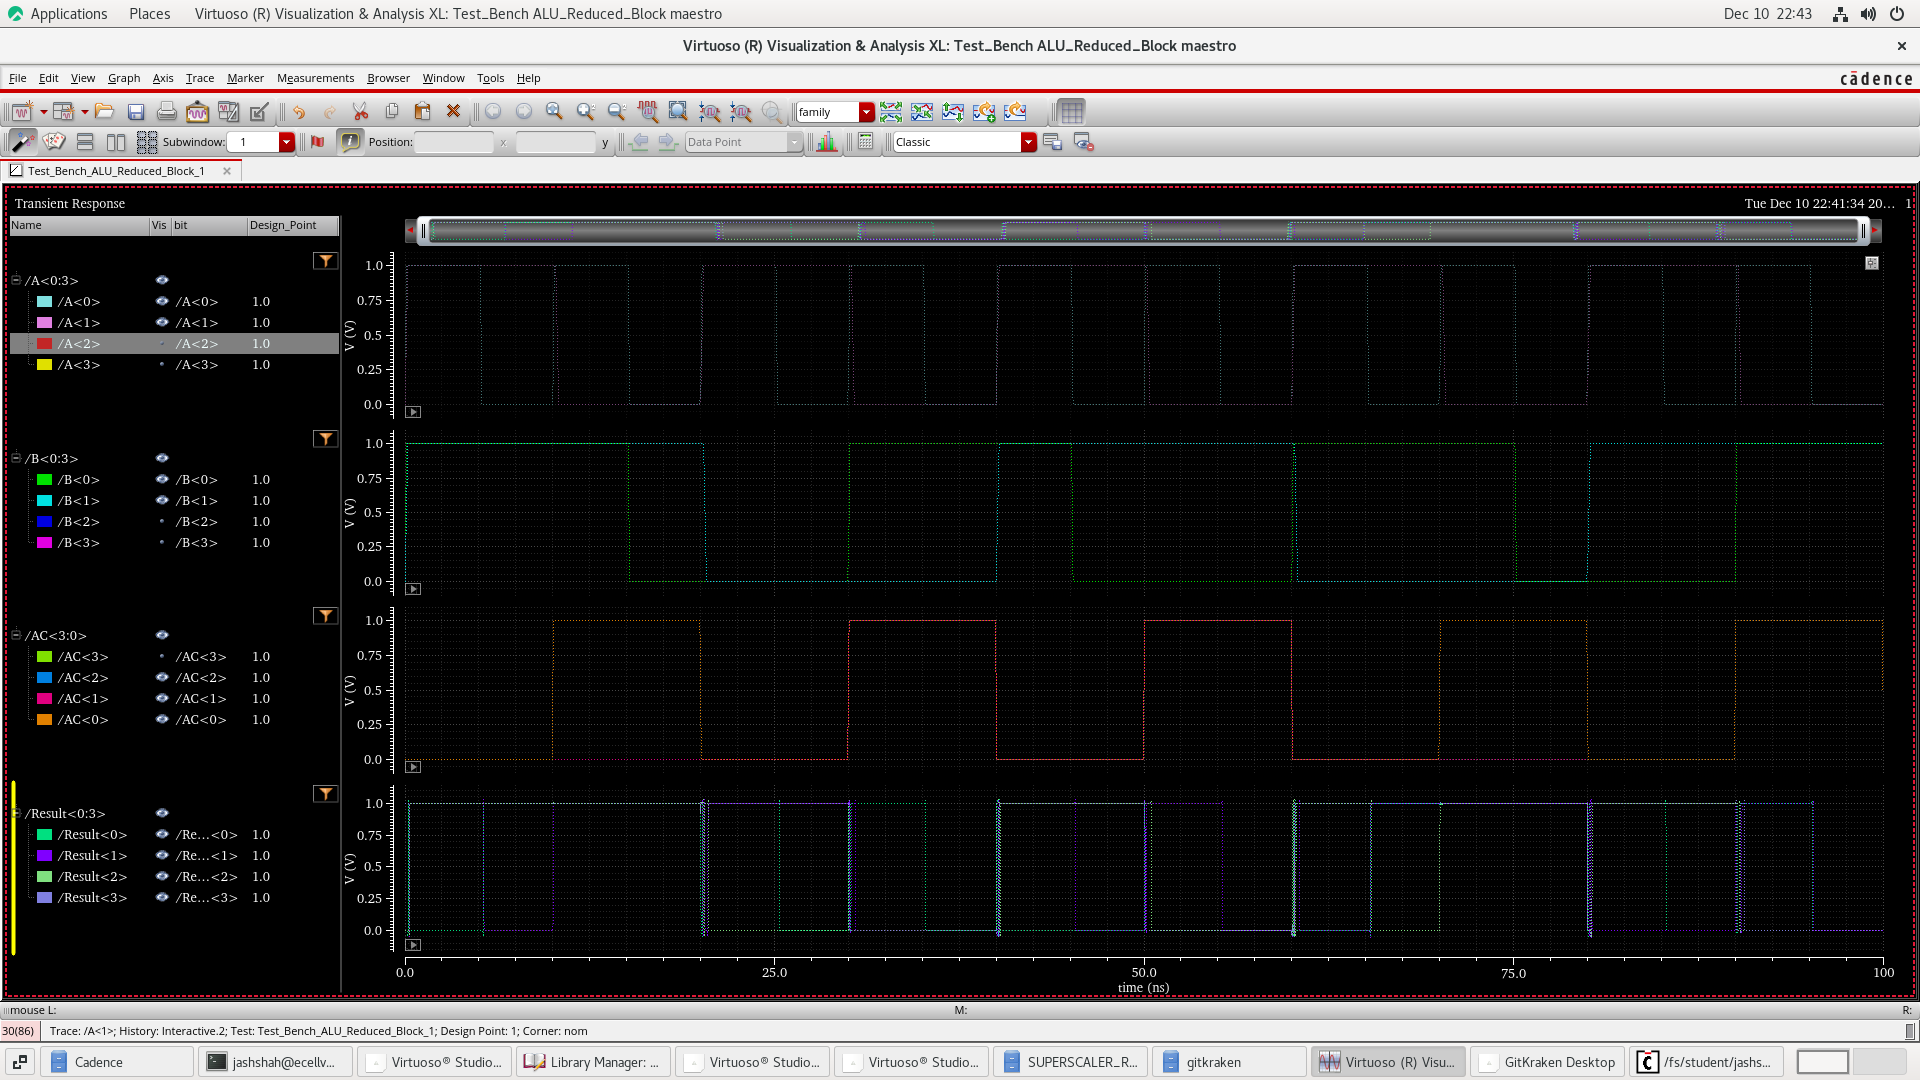 Applications Places Virtuoso (R) Visualization & Analysis XL: Test_Bench ALU_Reduced_Block maestro Dec 10 22:43
Virtuoso (R) Visualization & Analysis XL: Test_Bench ALU_Reduced_Block maestro ×
File Edit View Graph Axis Trace Marker Measurements Browser Window Tools Help cādence
family
Subwindow: 1 Position: x y Data Point Classic
Test_Bench_ALU_Reduced_Block_1 ×
Transient Response Tue Dec 10 22:41:34 20... 1
Name Vis bit Design_Point
/A<0:3>
/A<0> /A<0> 1.0
/A<1> /A<1> 1.0
/A<2> /A<2> 1.0
/A<3> /A<3> 1.0
1.0
0.75
0.5
0.25
0.0
V (V)
/B<0:3>
/B<0> /B<0> 1.0
/B<1> /B<1> 1.0
/B<2> /B<2> 1.0
/B<3> /B<3> 1.0
1.0
0.75
0.5
0.25
0.0
V (V)
/AC<3:0>
/AC<3> /AC<3> 1.0
/AC<2> /AC<2> 1.0
/AC<1> /AC<1> 1.0
/AC<0> /AC<0> 1.0
1.0
0.75
0.5
0.25
0.0
V (V)
/Result<0:3>
/Result<0> /Re...<0> 1.0
/Result<1> /Re...<1> 1.0
/Result<2> /Re...<2> 1.0
/Result<3> /Re...<3> 1.0
1.0
0.75
0.5
0.25
0.0
V (V)
0.0 25.0 50.0 75.0 100
time (ns)
mouse L: M: R:
30(86) Trace: /A<1>; History: Interactive.2; Test: Test_Bench_ALU_Reduced_Block_1; Design Point: 1; Corner: nom
Cadence jashshah@ecellv... Virtuoso® Studio... Library Manager: ... Virtuoso® Studio... Virtuoso® Studio... SUPERSCALER_R... gitkraken Virtuoso (R) Visu... GitKraken Desktop /fs/student/jashs...